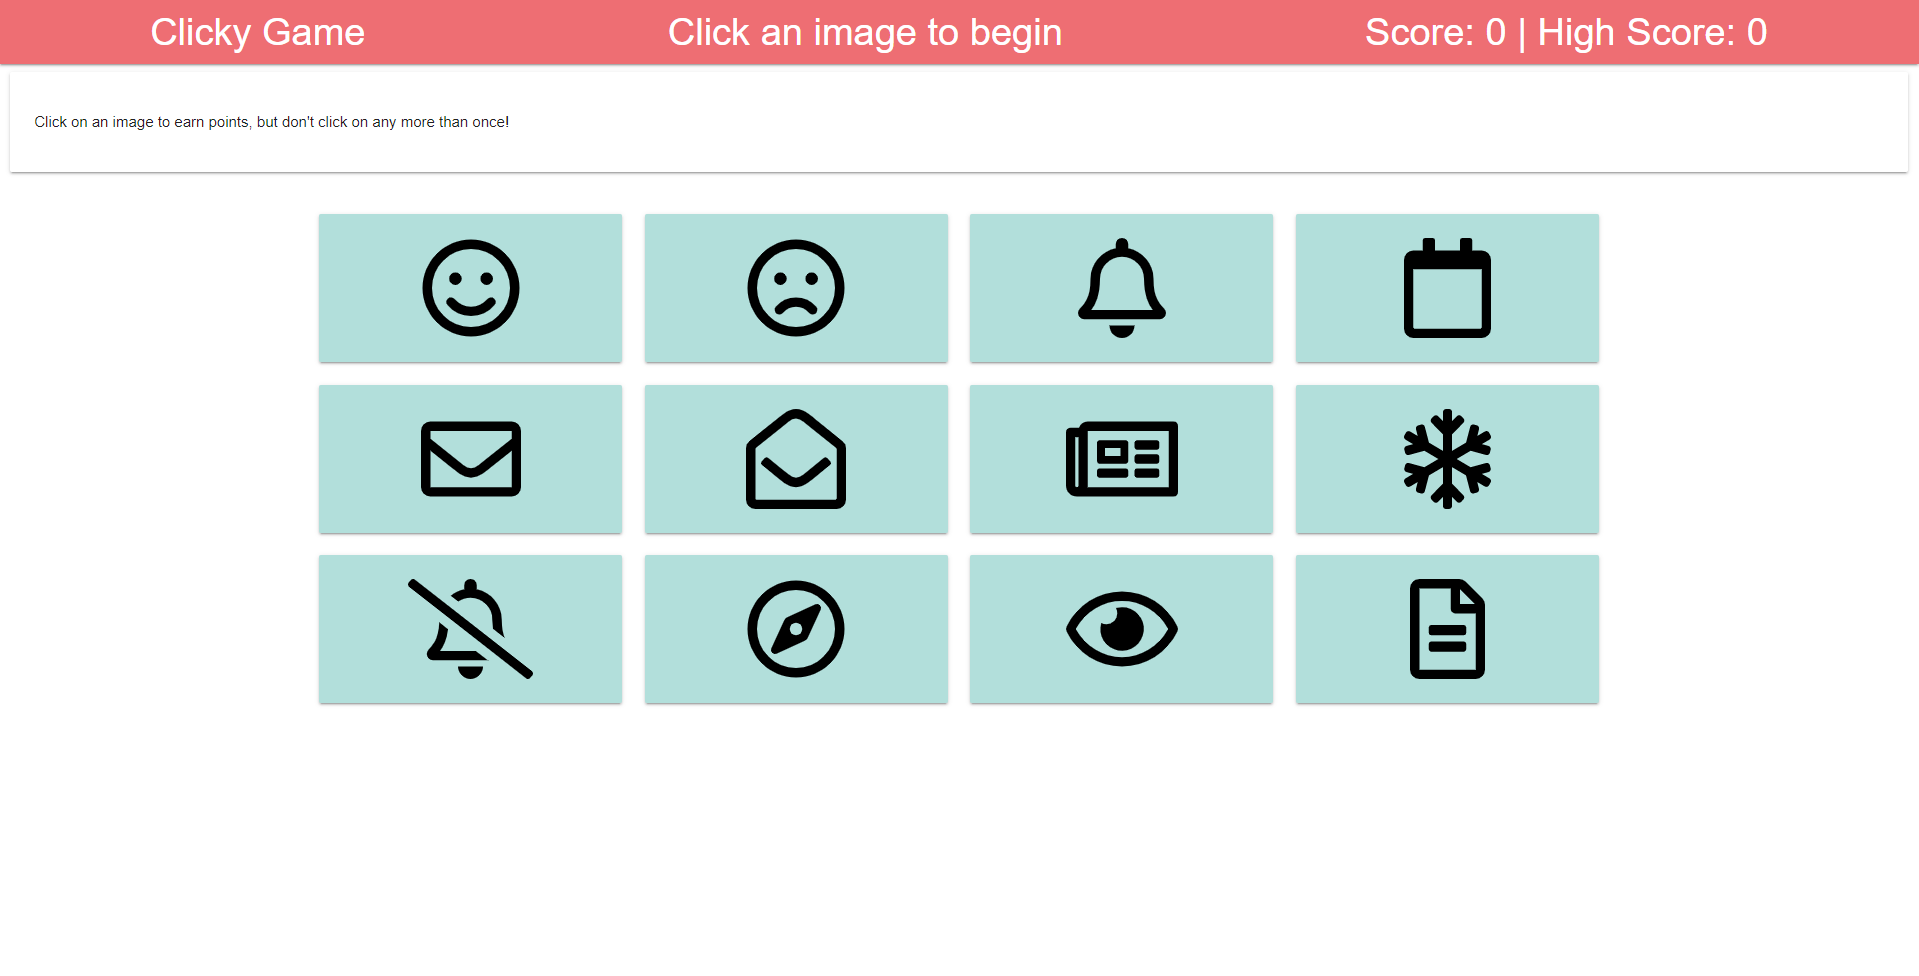 Clicky Game
Click an image to begin
Score: 0 | High Score: 0
Click on an image to earn points, but don't click on any more than once!